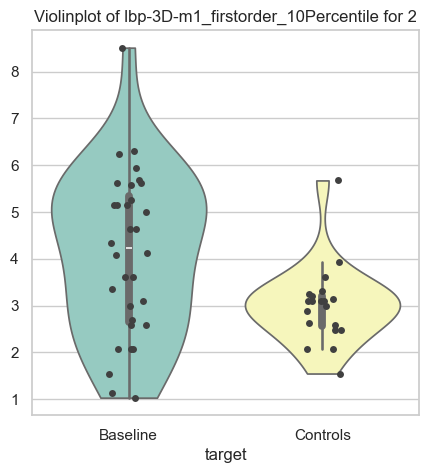 Violinplot of lbp-3D-m1_firstorder_10Percentile for 2
8
7
6
5
4
3
2
1
Baseline
Controls
target